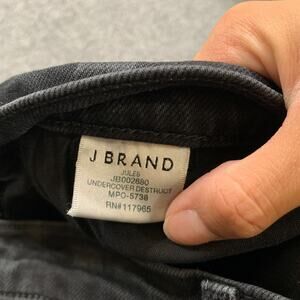 J BRAND
JULES
JB002680
UNDERCOVER DESTRUCT
MPO-5738
RN#117965